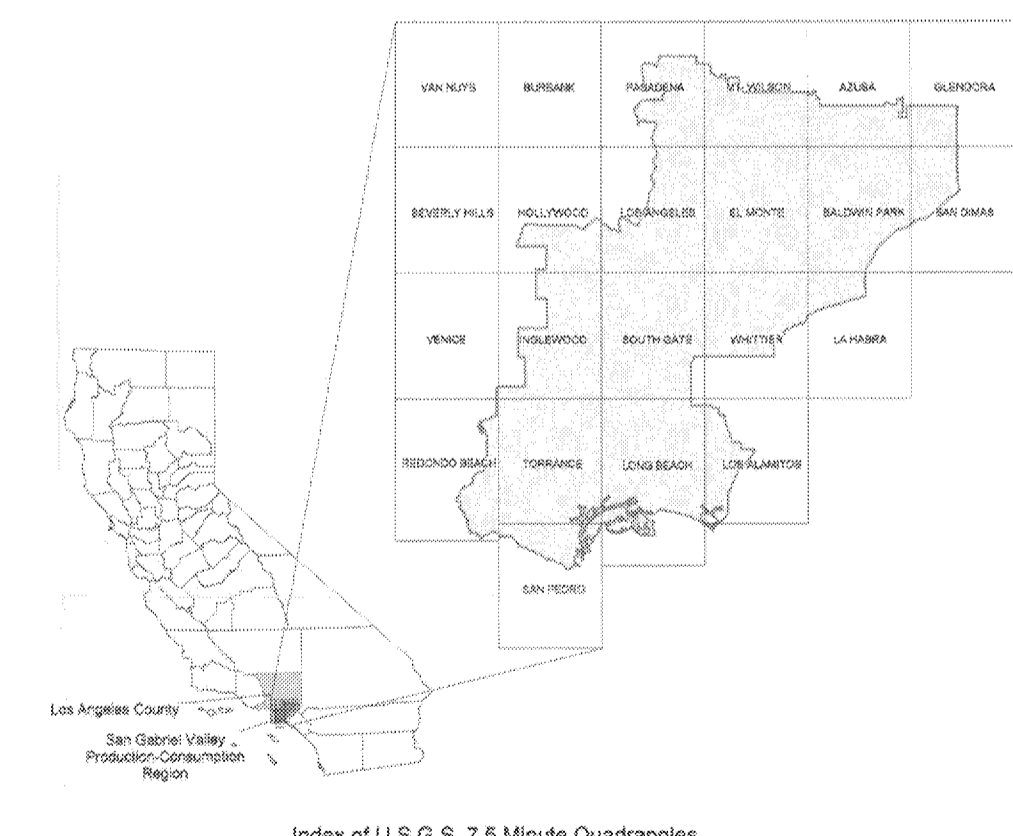 VAN NUYS BURBANK PASADENA MT. WILSON AZUSA GLENDORA
BEVERLY HILLS HOLLYWOOD LOS ANGELES EL MONTE BALDWIN PARK SAN DIMAS
VENICE INGLEWOOD SOUTH GATE WHITTIER LA HABRA
REDONDO BEACH TORRANCE LONG BEACH LOS ALAMITOS
SAN PEDRO
Los Angeles County
San Gabriel Valley
Production-Consumption
Region
Index of U.S.G.S. 7.5 Minute Quadrangles